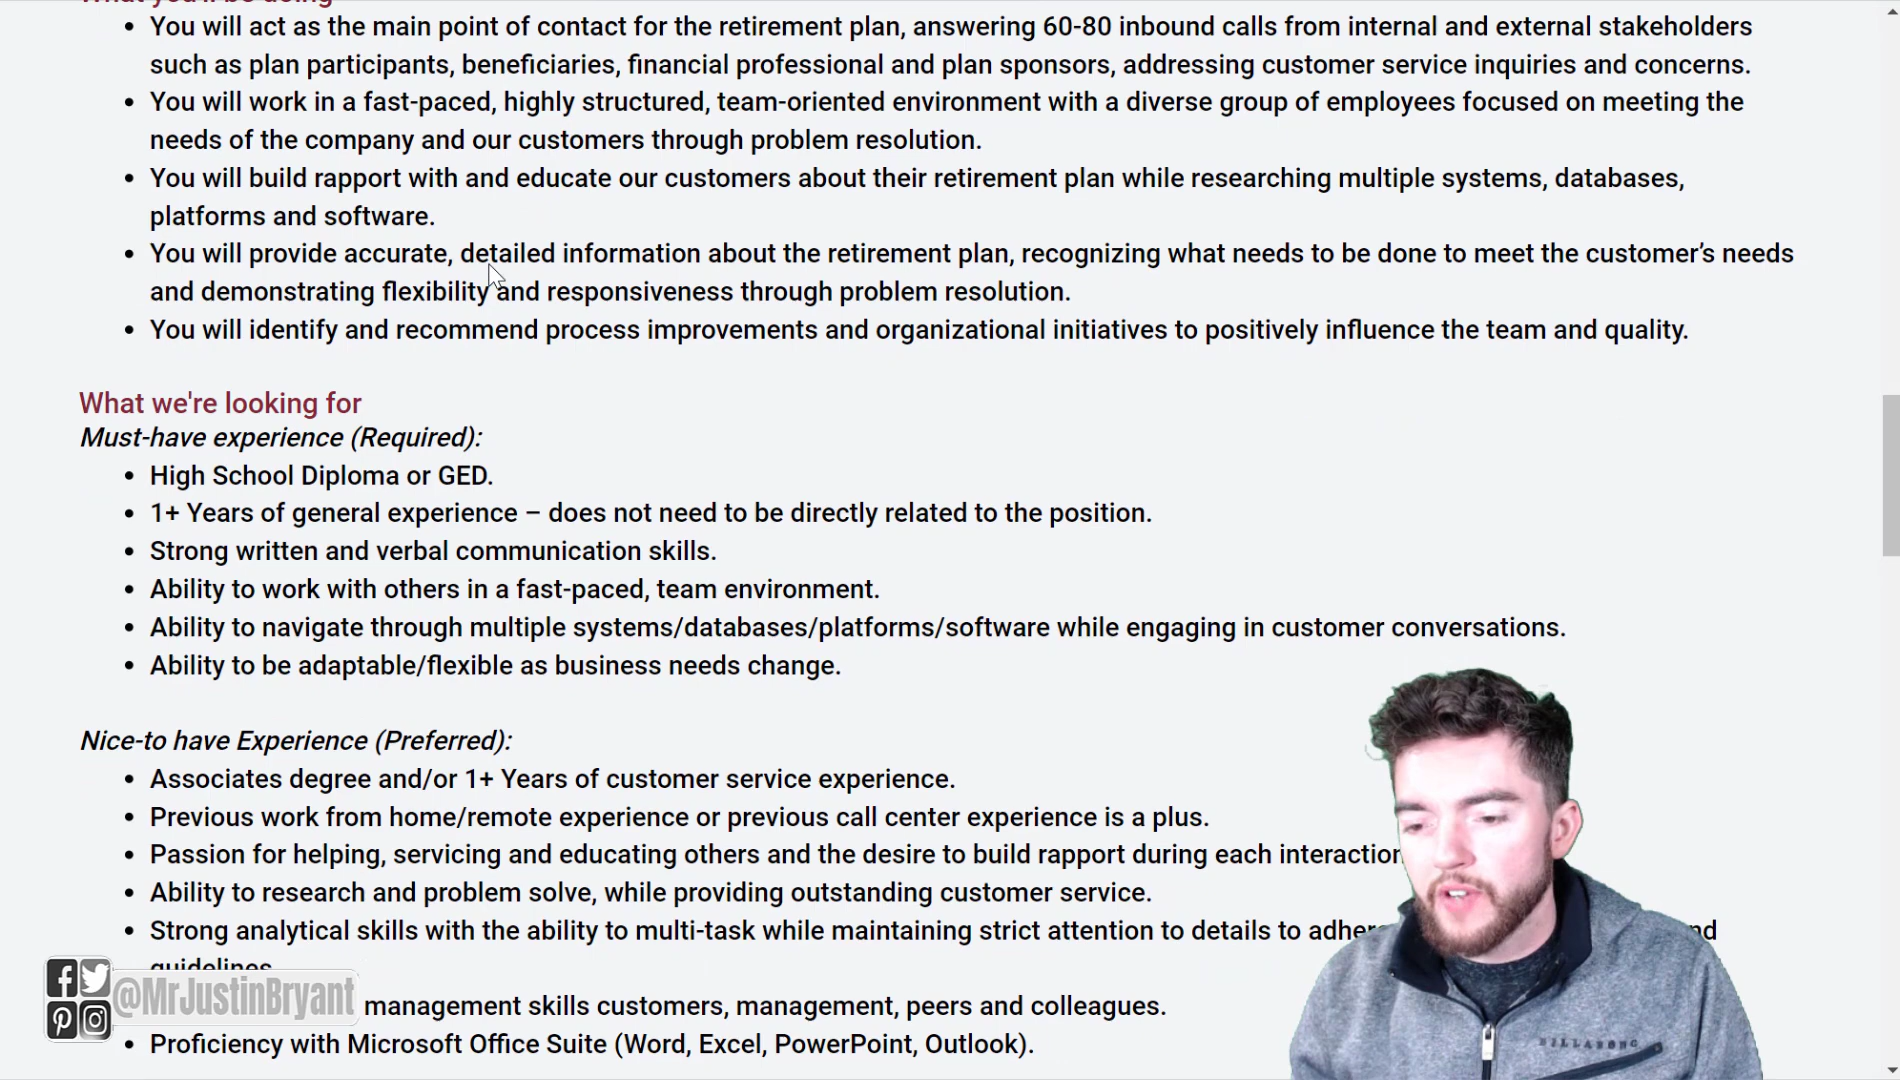 What you'll be doing
• You will act as the main point of contact for the retirement plan, answering 60-80 inbound calls from internal and external stakeholders
such as plan participants, beneficiaries, financial professional and plan sponsors, addressing customer service inquiries and concerns.
• You will work in a fast-paced, highly structured, team-oriented environment with a diverse group of employees focused on meeting the
needs of the company and our customers through problem resolution.
• You will build rapport with and educate our customers about their retirement plan while researching multiple systems, databases,
platforms and software.
• You will provide accurate, detailed information about the retirement plan, recognizing what needs to be done to meet the customer’s needs
and demonstrating flexibility and responsiveness through problem resolution.
• You will identify and recommend process improvements and organizational initiatives to positively influence the team and quality.
What we're looking for
Must-have experience (Required):
• High School Diploma or GED.
• 1+ Years of general experience – does not need to be directly related to the position.
• Strong written and verbal communication skills.
• Ability to work with others in a fast-paced, team environment.
• Ability to navigate through multiple systems/databases/platforms/software while engaging in customer conversations.
• Ability to be adaptable/flexible as business needs change.
Nice-to have Experience (Preferred):
• Associates degree and/or 1+ Years of customer service experience.
• Previous work from home/remote experience or previous call center experience is a plus.
• Passion for helping, servicing and educating others and the desire to build rapport during each interaction
• Ability to research and problem solve, while providing outstanding customer service.
• Strong analytical skills with the ability to multi-task while maintaining strict attention to details to adhere
guidelines
management skills customers, management, peers and colleagues.
• Proficiency with Microsoft Office Suite (Word, Excel, PowerPoint, Outlook).
@MrJustinBryant
BILLABONG